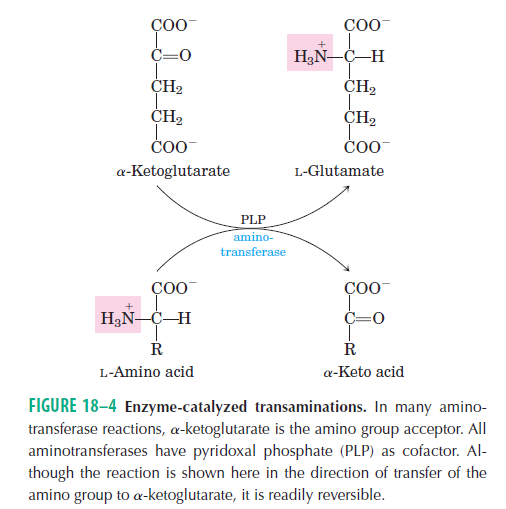 COO⁻ COO⁻
C=O H₃N⁺—C—H
CH₂ CH₂
CH₂ CH₂
COO⁻ COO⁻
α-Ketoglutarate L-Glutamate
PLP
amino-
transferase
COO⁻ COO⁻
H₃N⁺—C—H C=O
R R
L-Amino acid α-Keto acid
FIGURE 18–4 Enzyme-catalyzed transaminations. In many amino-
transferase reactions, α-ketoglutarate is the amino group acceptor. All
aminotransferases have pyridoxal phosphate (PLP) as cofactor. Al-
though the reaction is shown here in the direction of transfer of the
amino group to α-ketoglutarate, it is readily reversible.